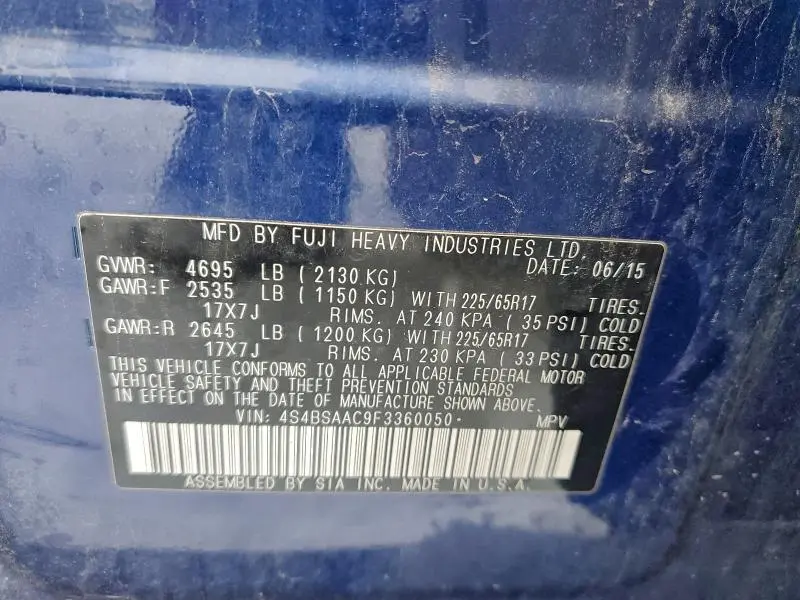 MFD BY FUJI HEAVY INDUSTRIES LTD.
GVWR: 4695 LB ( 2130 KG) DATE: 06/15
GAWR:F 2535 LB ( 1150 KG) WITH 225/65R17 TIRES.
17X7J RIMS. AT 240 KPA ( 35 PSI) COLD
GAWR:R 2645 LB ( 1200 KG) WITH 225/65R17 TIRES.
17X7J RIMS. AT 230 KPA ( 33 PSI) COLD
THIS VEHICLE CONFORMS TO ALL APPLICABLE FEDERAL MOTOR
VEHICLE SAFETY AND THEFT PREVENTION STANDARDS
IN EFFECT ON THE DATE OF MANUFACTURE SHOWN ABOVE.
VIN: 4S4BSAAC9F3360050· MPV
ASSEMBLED BY SIA INC. MADE IN U.S.A.